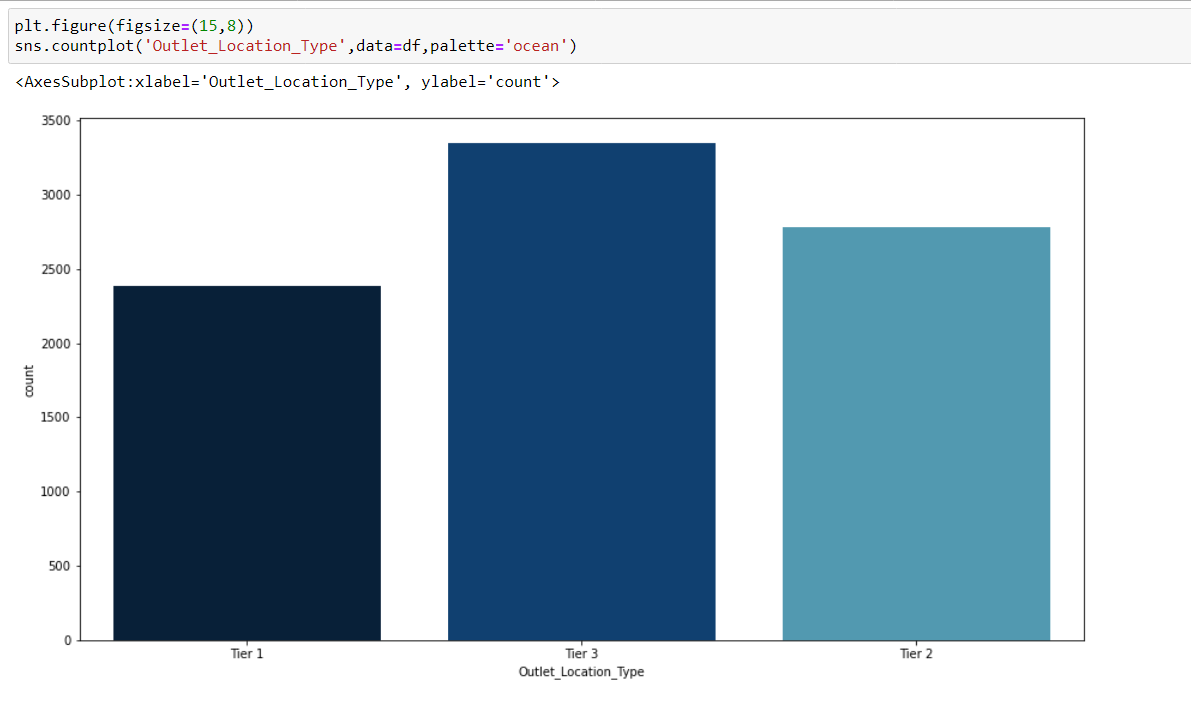 plt.figure(figsize=(15,8))
sns.countplot('Outlet_Location_Type',data=df,palette='ocean')
<AxesSubplot:xlabel='Outlet_Location_Type', ylabel='count'>
3500
3000
2500
2000
1500
1000
500
0
count
Tier 1 Tier 3 Tier 2
Outlet_Location_Type